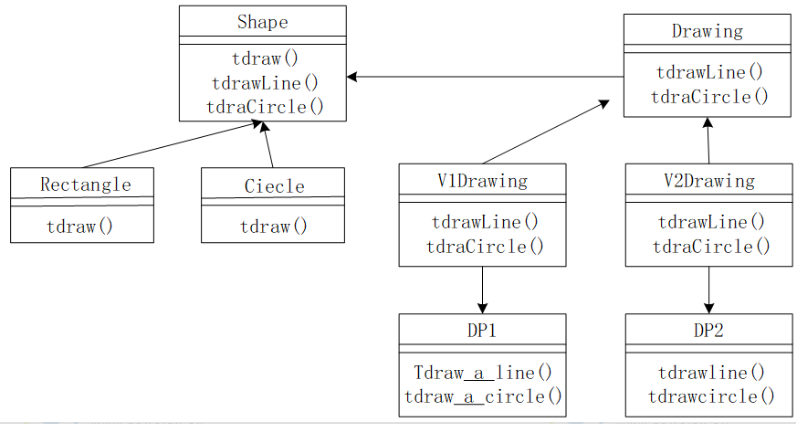 Shape
tdraw()
tdrawLine()
tdraCircle()
Drawing
tdrawLine()
tdraCircle()
Rectangle
tdraw()
Ciecle
tdraw()
V1Drawing
tdrawLine()
tdraCircle()
V2Drawing
tdrawLine()
tdraCircle()
DP1
Tdraw_a_line()
tdraw_a_circle()
DP2
tdrawline()
tdrawcircle()